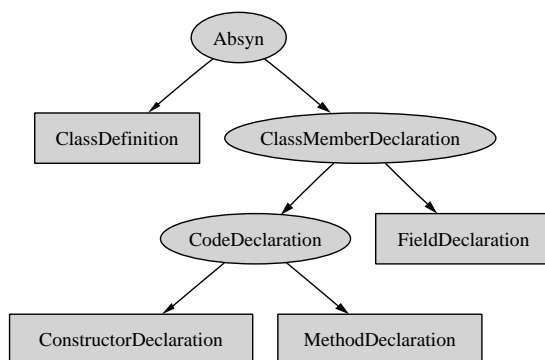 Absyn
ClassDefinition
ClassMemberDeclaration
CodeDeclaration
FieldDeclaration
ConstructorDeclaration
MethodDeclaration